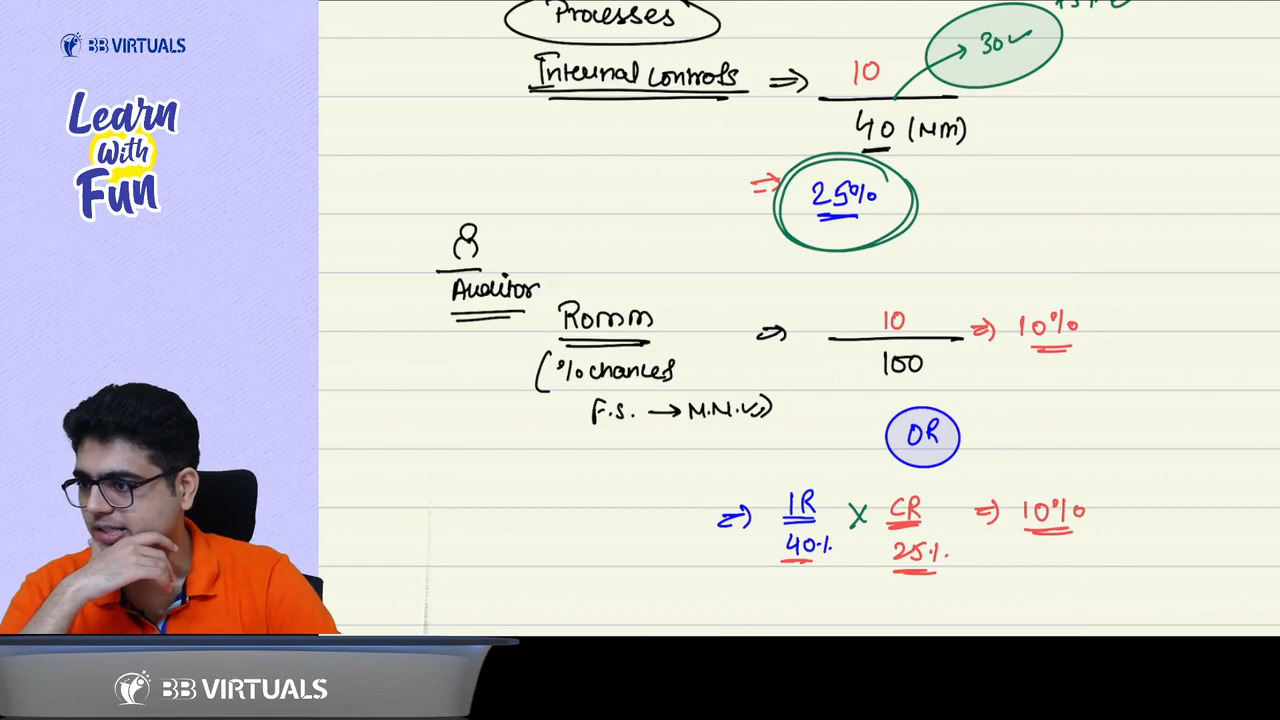 BB VIRTUALS
Learn
With
Fun
Processes
Internal controls ⇒ 10
30✓
40 (NM)
⇒ 25%
Auditor
Romm ⇒ 10 ⇒ 10%
100
(% chances
F.S. → M.M.
OR
⇒ IR X CR ⇒ 10%
40% 25%
BB VIRTUALS